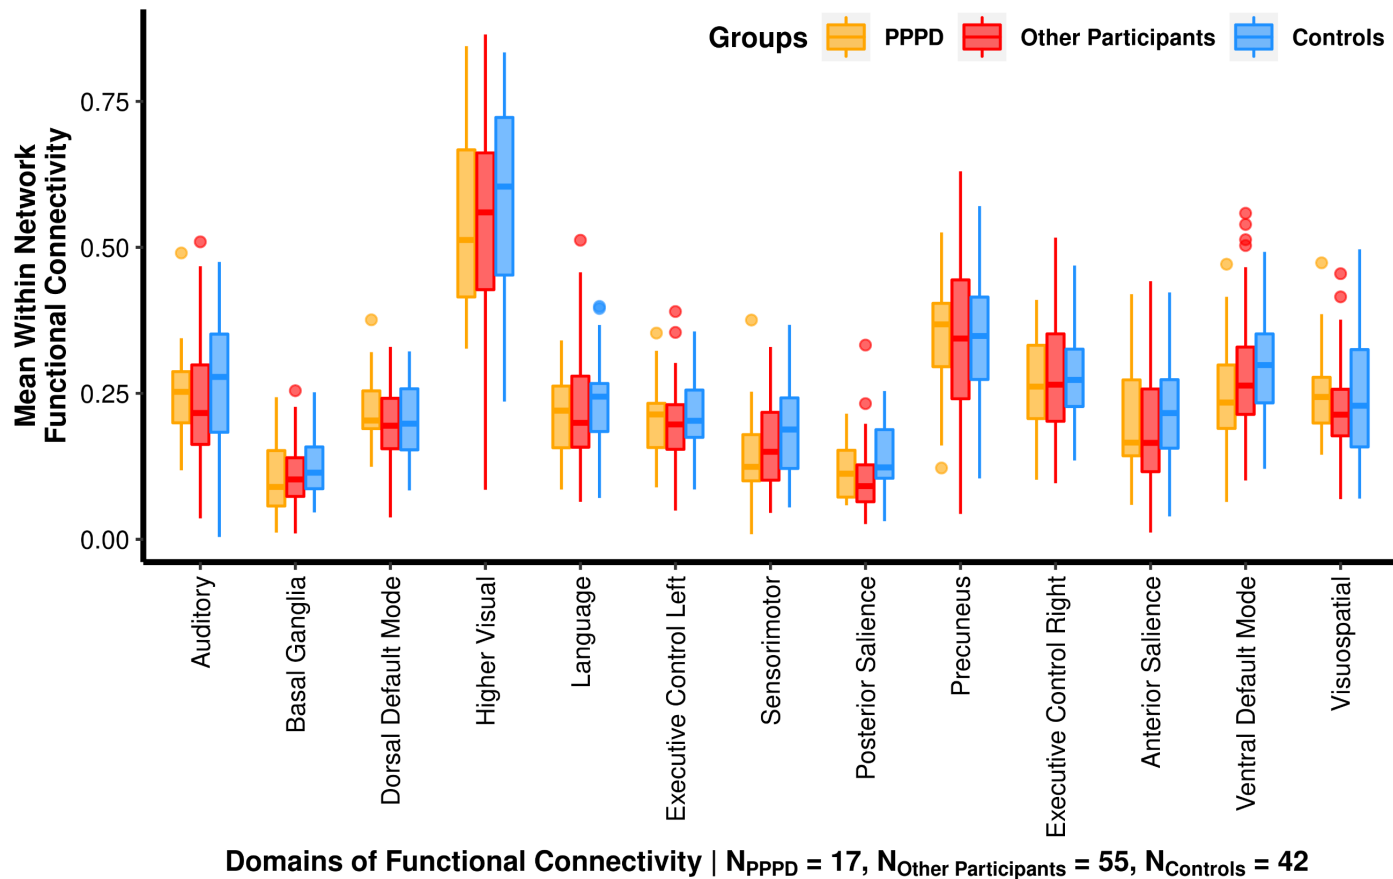 Groups PPPD Other Participants Controls
Mean Within Network
Functional Connectivity
0.75
0.50
0.25
0.00
Auditory
Basal Ganglia
Dorsal Default Mode
Higher Visual
Language
Executive Control Left
Sensorimotor
Posterior Salience
Precuneus
Executive Control Right
Anterior Salience
Ventral Default Mode
Visuospatial
Domains of Functional Connectivity | NPPPD = 17, NOther Participants = 55, NControls = 42